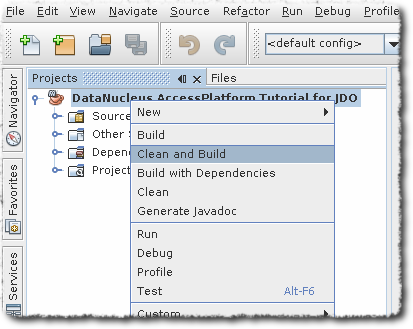 File Edit View Navigate Source Refactor Run Debug Profile
<default config>
Projects
Files
Navigator
Favorites
Services
DataNucleus AccessPlatform Tutorial for JDO
Source
Other
Depen
Project
New
Build
Clean and Build
Build with Dependencies
Clean
Generate Javadoc
Run
Debug
Profile
Test Alt-F6
Custom